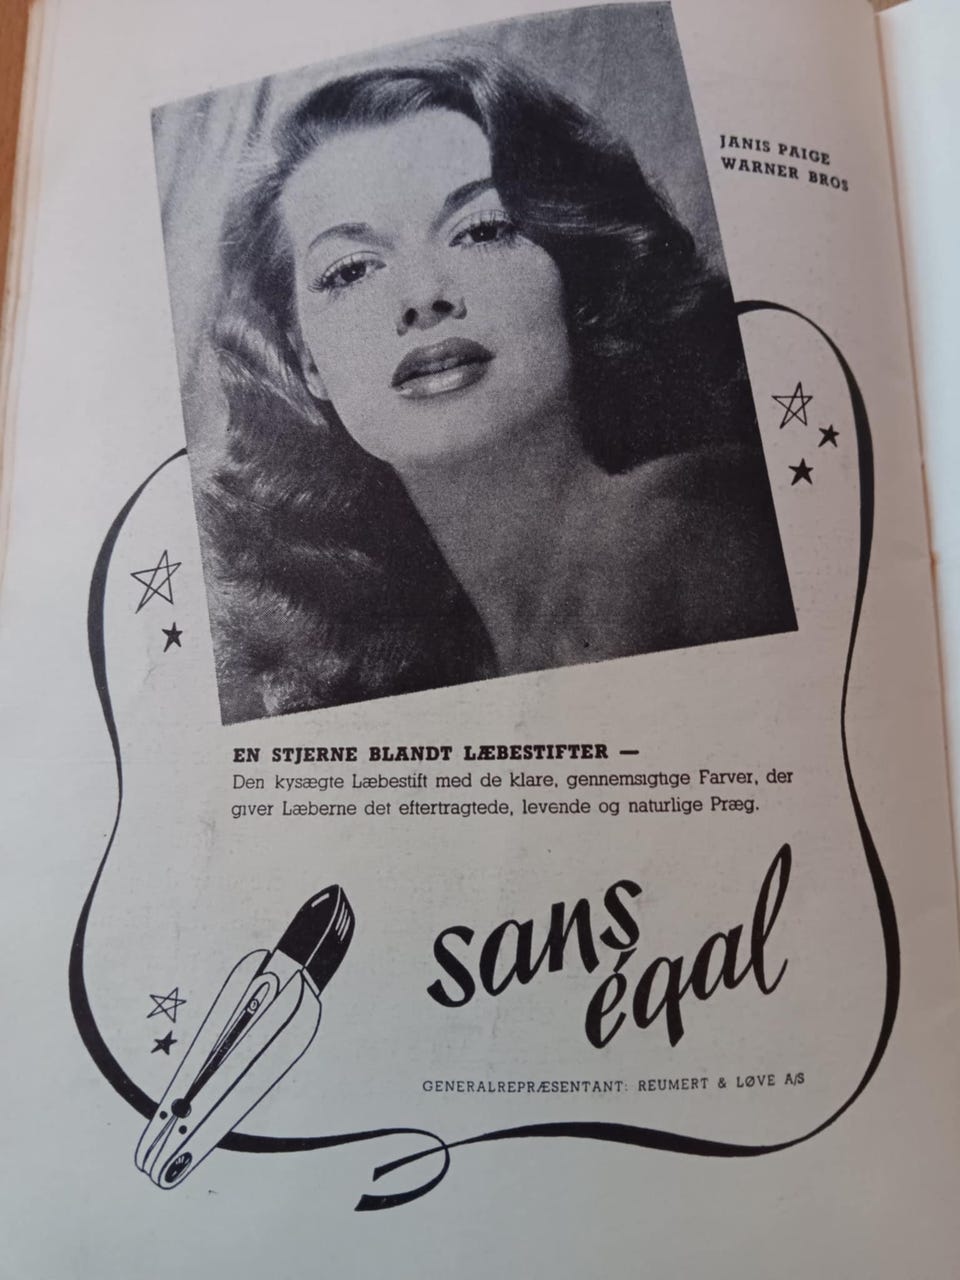 JANIS PAIGE
WARNER BROS
EN STJERNE BLANDT LÆBESTIFTER —
Den kysægte Læbestift med de klare, gennemsigtige Farver, der
giver Læberne det eftertragtede, levende og naturlige Præg.
sans
égal
GENERALREPRÆSENTANT: REUMERT & LØVE A/S